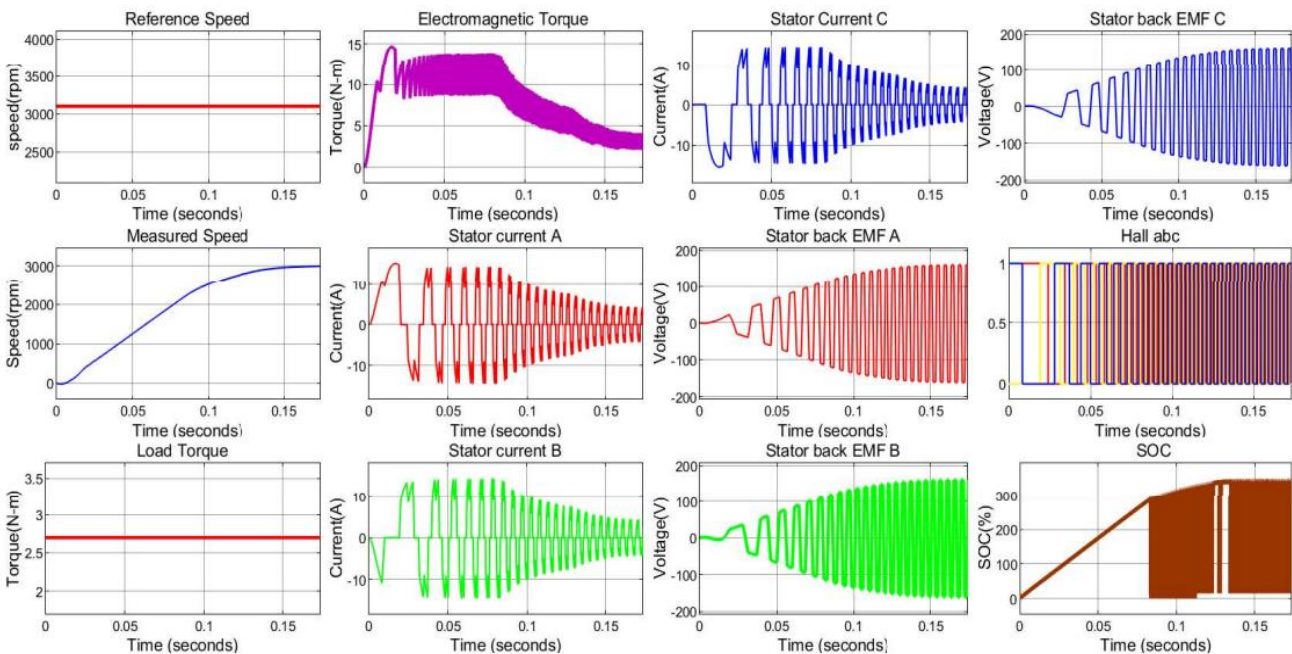 Reference Speed
speed(rpm)
4000
3500
3000
2500
0
0.05
0.1
0.15
Time (seconds)
Electromagnetic Torque
Torque(N-m)
15
10
5
0
0
0.05
0.1
0.15
Time (seconds)
Stator Current C
Current(A)
10
0
-10
0
0.05
0.1
0.15
Time (seconds)
Stator back EMF C
Voltage(V)
200
100
0
-100
-200
0
0.05
0.1
0.15
Time (seconds)
Measured Speed
Speed(rpm)
3000
2000
1000
0
0
0.05
0.1
0.15
Time (seconds)
Stator current A
Current(A)
10
0
-10
0
0.05
0.1
0.15
Time (seconds)
Stator back EMF A
Voltage(V)
200
100
0
-100
-200
0
0.05
0.1
0.15
Time (seconds)
Hall abc
1
0.5
0
0
0.05
0.1
0.15
Time (seconds)
Load Torque
Torque(N-m)
3.5
3
2.5
2
0
0.05
0.1
0.15
Time (seconds)
Stator current B
Current(A)
10
0
-10
0
0.05
0.1
0.15
Time (seconds)
Stator back EMF B
Voltage(V)
200
100
0
-100
-200
0
0.05
0.1
0.15
Time (seconds)
SOC
SOC(%)
300
200
100
0
0
0.05
0.1
0.15
Time (seconds)